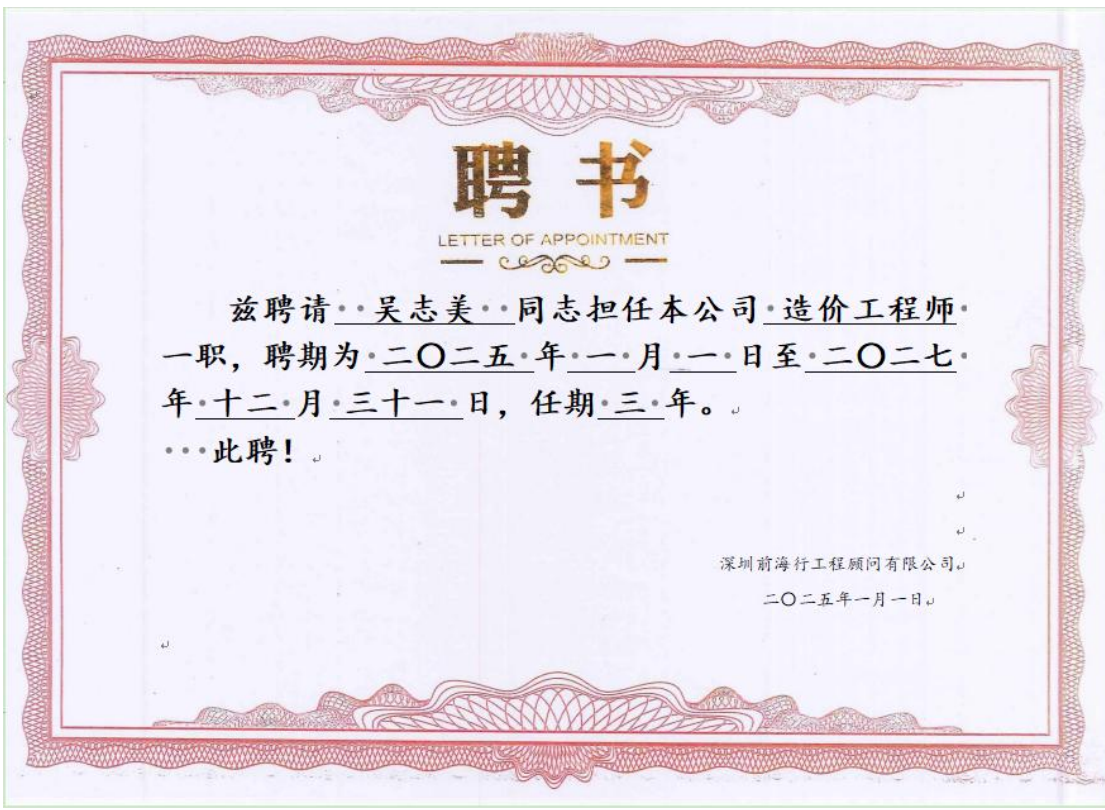 聘书
LETTER OF APPOINTMENT
兹聘请 吴志美 同志担任本公司 造价工程师
一职，聘期为 二〇二五 年 一 月 一 日至 二〇二七
年 十二 月 三十一 日，任期 三 年。
此聘！
深圳前海行工程顾问有限公司
二〇二五年一月一日